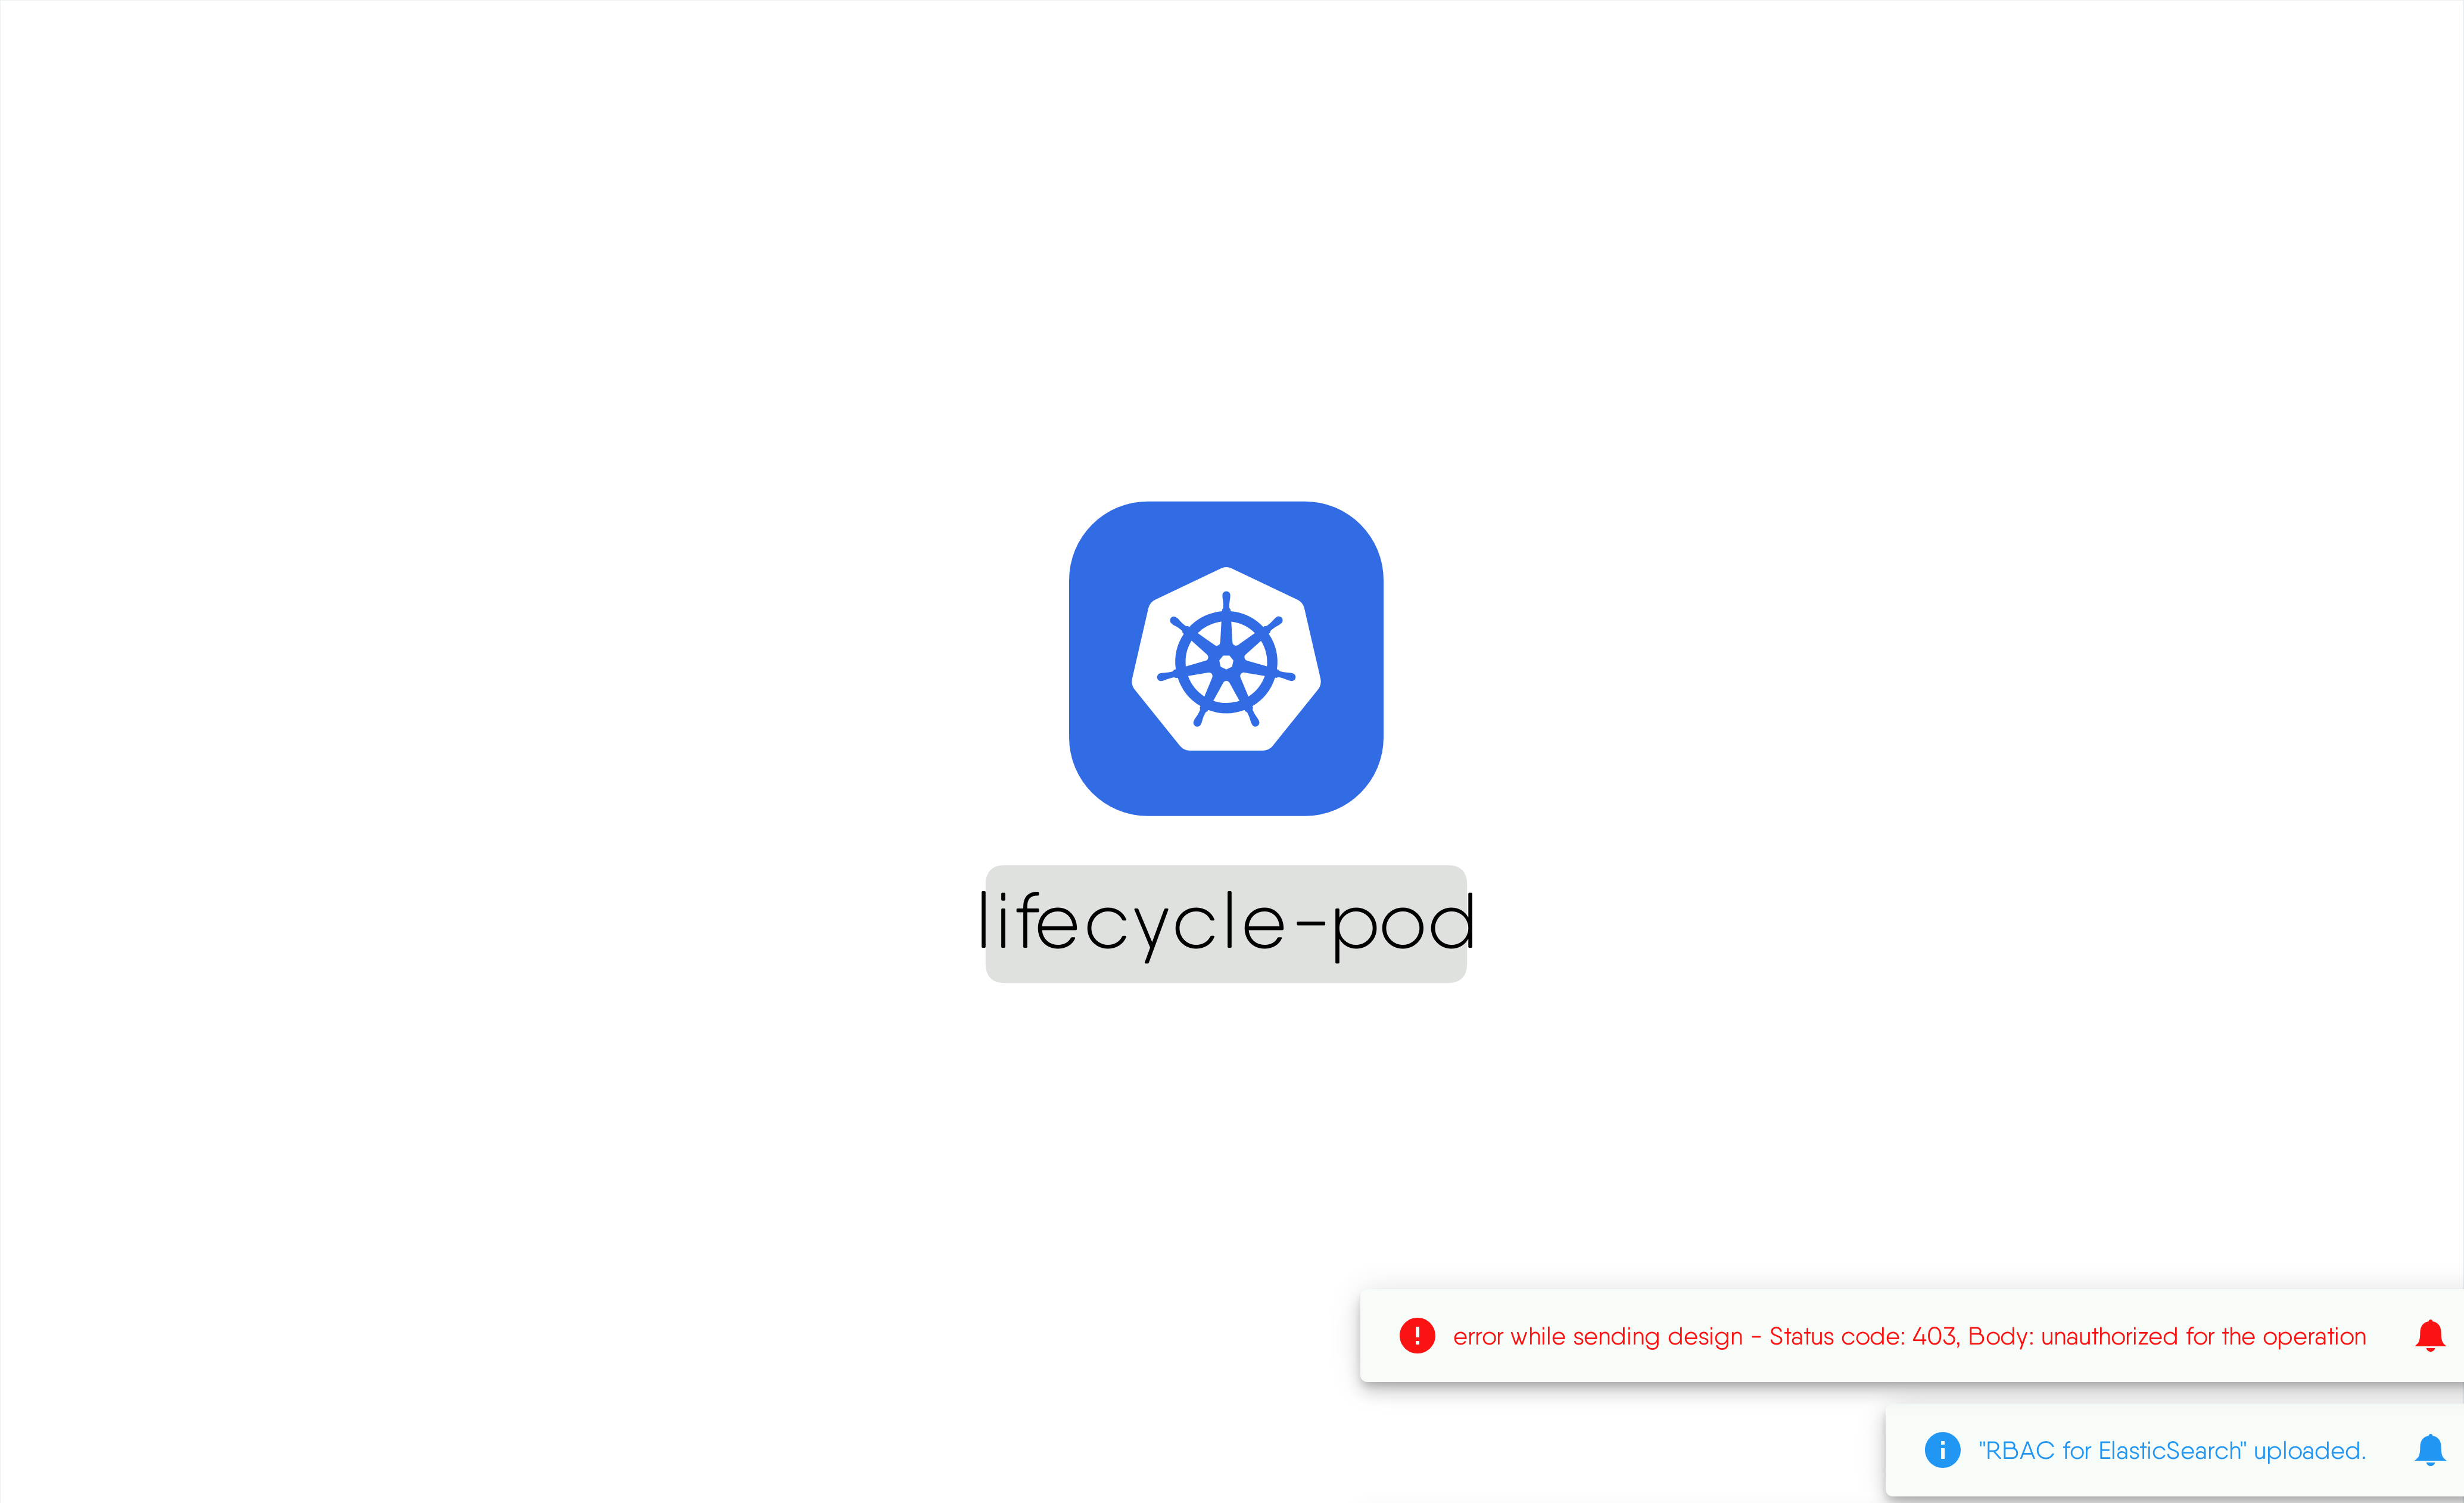 lifecycle-pod
error while sending design - Status code: 403, Body: unauthorized for the operation
"RBAC for ElasticSearch" uploaded.